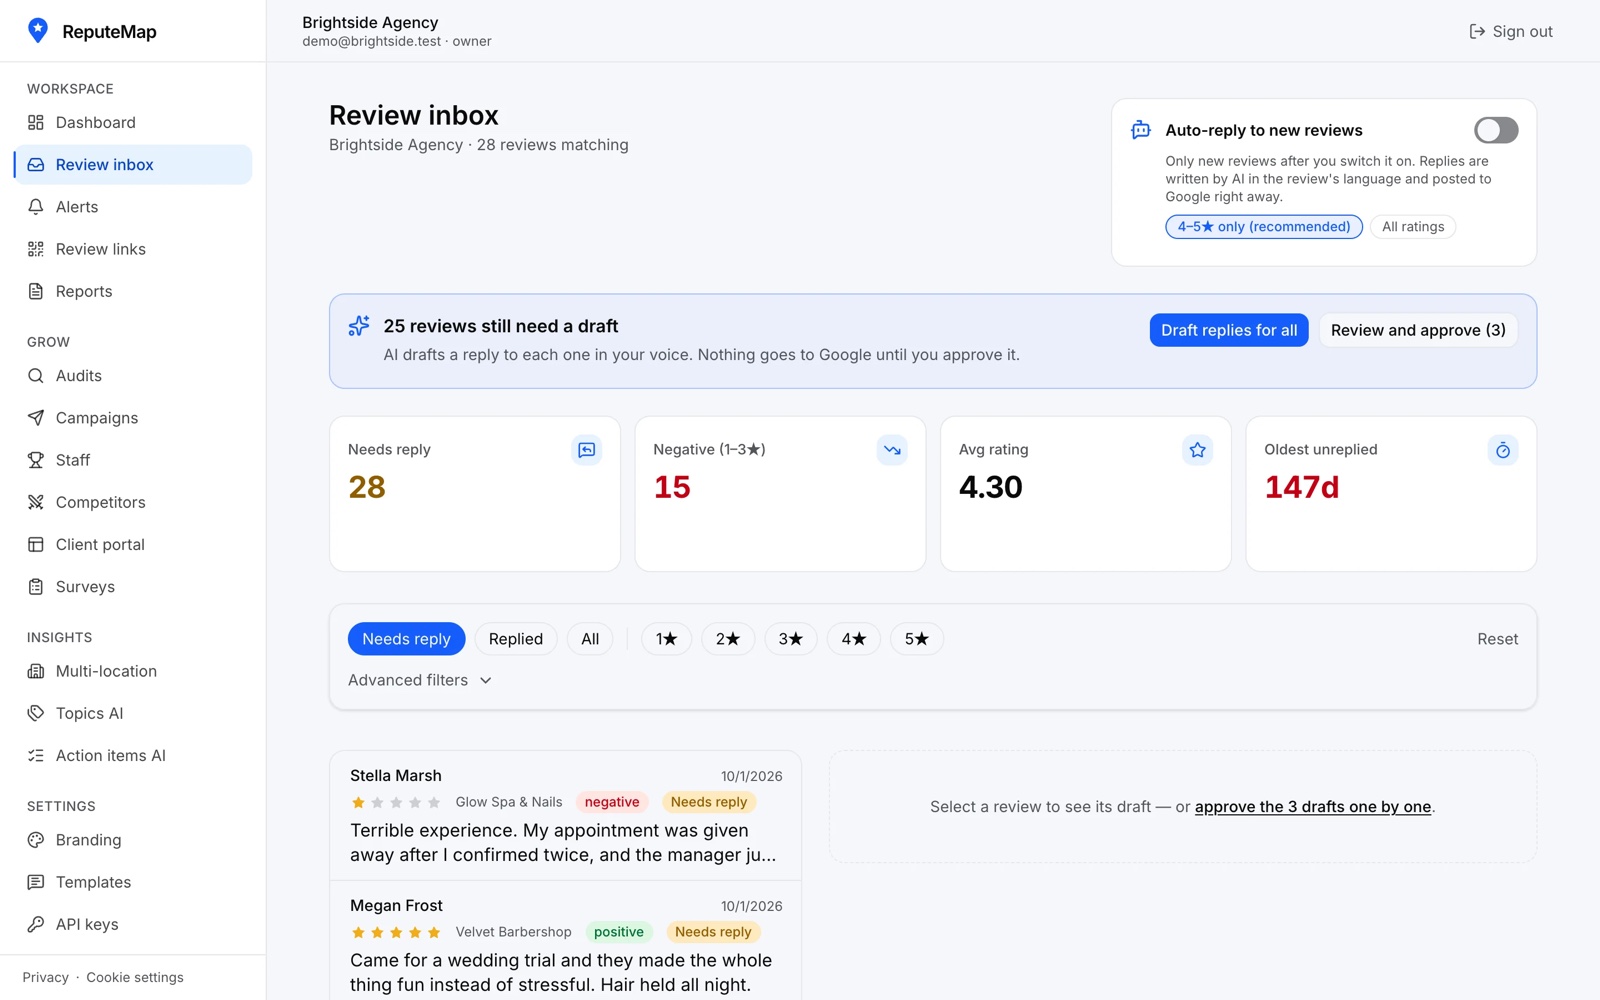 ReputeMap
Brightside Agency
demo@brightside.test · owner
Sign out
WORKSPACE
Dashboard
Review inbox
Alerts
Review links
Reports
GROW
Audits
Campaigns
Staff
Competitors
Client portal
Surveys
INSIGHTS
Multi-location
Topics AI
Action items AI
SETTINGS
Branding
Templates
API keys
Privacy · Cookie settings
Review inbox
Brightside Agency · 28 reviews matching
Auto-reply to new reviews
Only new reviews after you switch it on. Replies are
written by AI in the review's language and posted to
Google right away.
4–5★ only (recommended)
All ratings
25 reviews still need a draft
AI drafts a reply to each one in your voice. Nothing goes to Google until you approve it.
Draft replies for all
Review and approve (3)
Needs reply
28
Negative (1–3★)
15
Avg rating
4.30
Oldest unreplied
147d
Needs reply
Replied
All
1★
2★
3★
4★
5★
Reset
Advanced filters
Stella Marsh
10/1/2026
Glow Spa & Nails
negative
Needs reply
Terrible experience. My appointment was given
away after I confirmed twice, and the manager ju...
Megan Frost
10/1/2026
Velvet Barbershop
positive
Needs reply
Came for a wedding trial and they made the whole
thing fun instead of stressful. Hair held all night.
Select a review to see its draft — or approve the 3 drafts one by one.